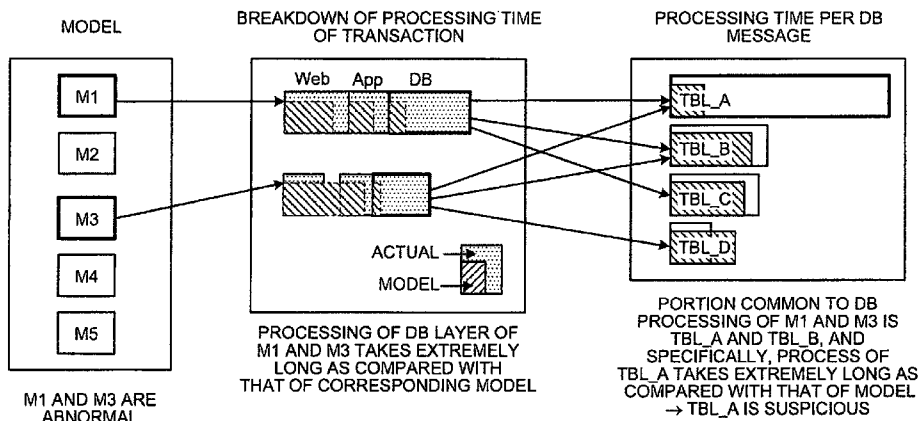 MODEL
M1
M2
M3
M4
M5
M1 AND M3 ARE
ABNORMAL
BREAKDOWN OF PROCESSING TIME
OF TRANSACTION
Web App DB
ACTUAL
MODEL
PROCESSING OF DB LAYER OF
M1 AND M3 TAKES EXTREMELY
LONG AS COMPARED WITH
THAT OF CORRESPONDING MODEL
PROCESSING TIME PER DB
MESSAGE
TBL_A
TBL_B
TBL_C
TBL_D
PORTION COMMON TO DB
PROCESSING OF M1 AND M3 IS
TBL_A AND TBL_B, AND
SPECIFICALLY, PROCESS OF
TBL_A TAKES EXTREMELY LONG AS
COMPARED WITH THAT OF MODEL
→ TBL_A IS SUSPICIOUS